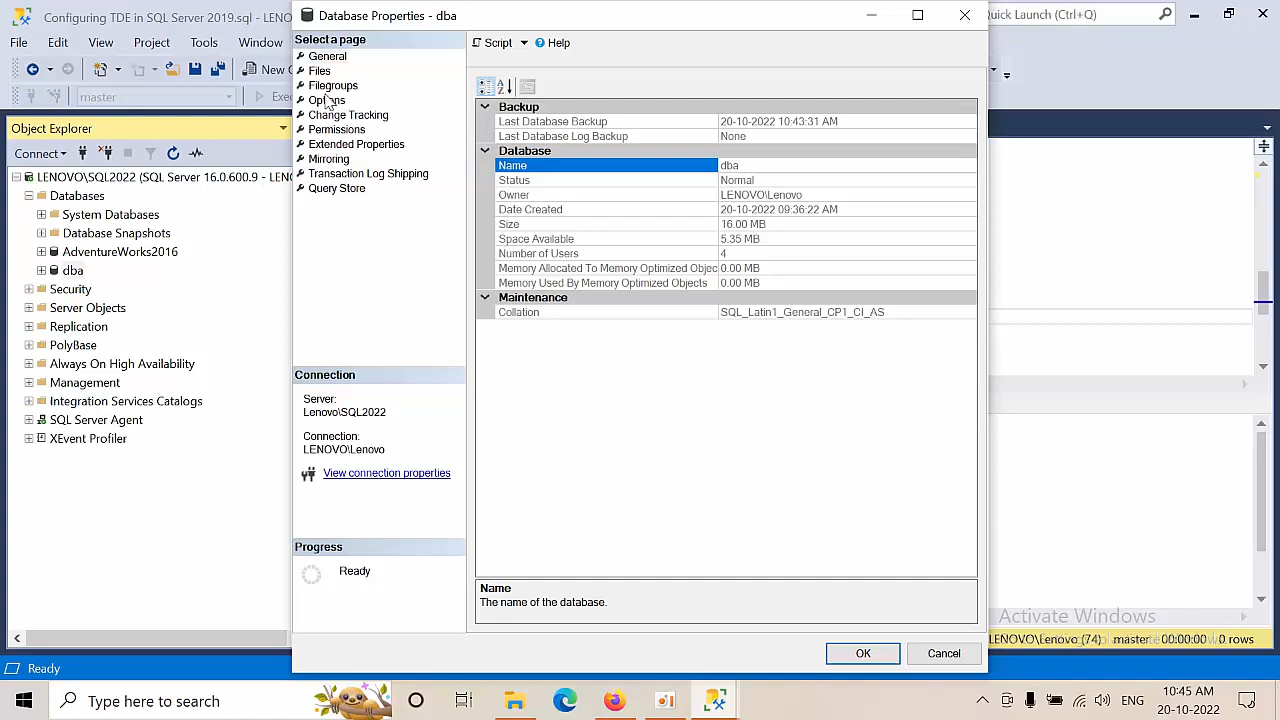 Configuring TDE in SQL Server 2019.sql -
Database Properties - dba
Quick Launch (Ctrl+Q)
File Edit View Project Tools Window
Select a page
Script Help
General
Files
Filegroups
Options
Change Tracking
Permissions
Extended Properties
Mirroring
Transaction Log Shipping
Query Store
New
master
Exec
Object Explorer
Connect
LENOVO\SQL2022 (SQL Server 16.0.600.9 - LEN
Databases
System Databases
Database Snapshots
AdventureWorks2016
dba
Security
Server Objects
Replication
PolyBase
Always On High Availability
Management
Integration Services Catalogs
SQL Server Agent
XEvent Profiler
Backup
Last Database Backup 20-10-2022 10:43:31 AM
Last Database Log Backup None
Database
Name dba
Status Normal
Owner LENOVO\Lenovo
Date Created 20-10-2022 09:36:22 AM
Size 16.00 MB
Space Available 5.35 MB
Number of Users 4
Memory Allocated To Memory Optimized Objec 0.00 MB
Memory Used By Memory Optimized Objects 0.00 MB
Maintenance
Collation SQL_Latin1_General_CP1_CI_AS
Connection
Server:
Lenovo\SQL2022
Connection:
LENOVO\Lenovo
View connection properties
Progress
Ready
Name
The name of the database.
OK Cancel
Activate Windows
LENOVO\Lenovo (74) master 00:00:00 0 rows
Ready
Type here to search
ENG
10:45 AM
20-10-2022